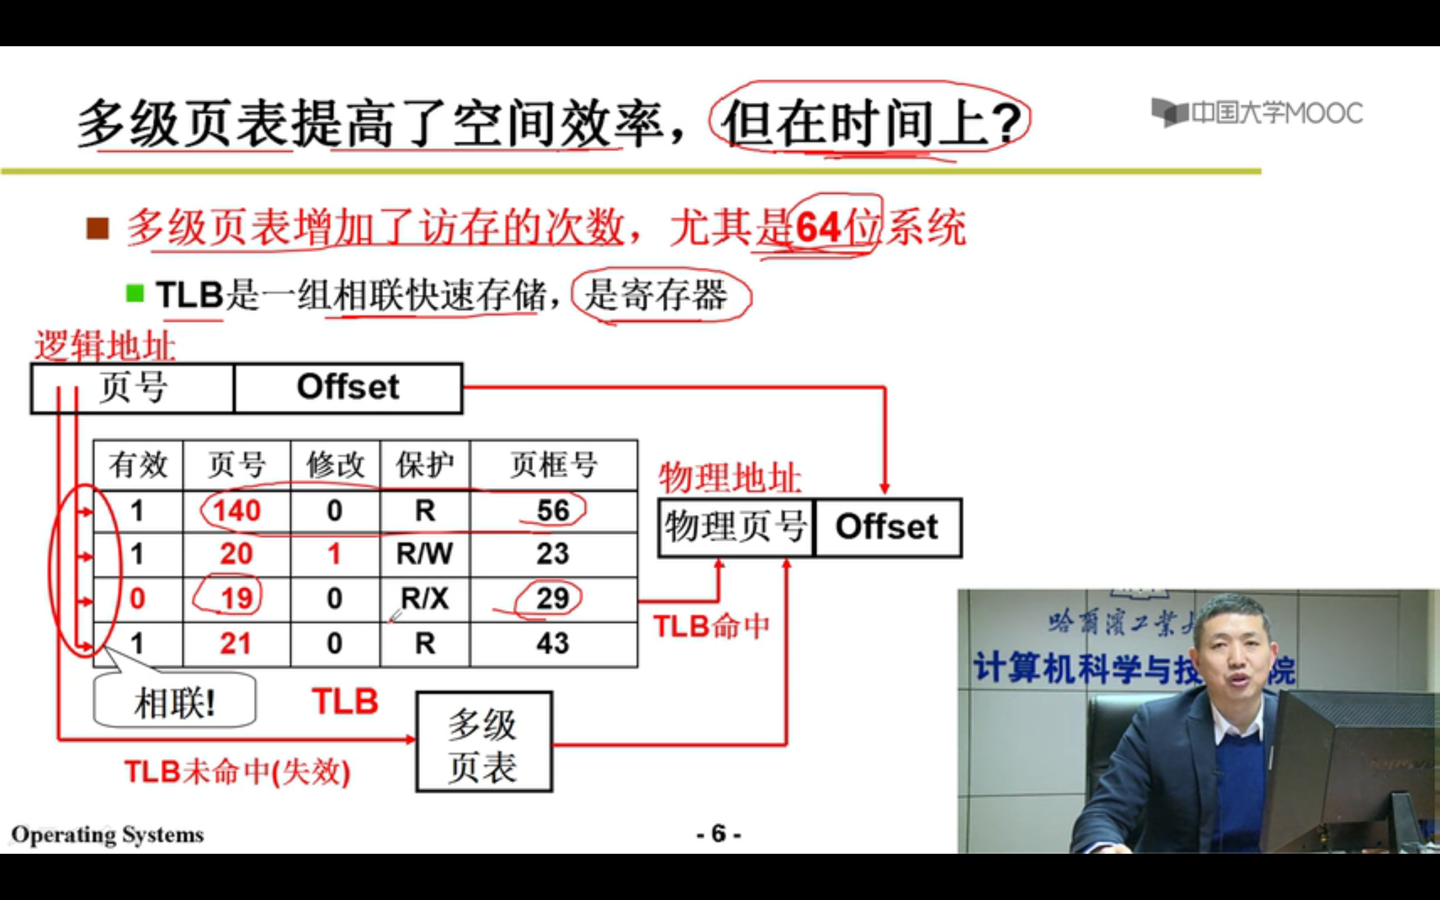 多级页表提高了空间效率，但在时间上?
中国大学MOOC
多级页表增加了访存的次数，尤其是64位系统
TLB是一组相联快速存储，是寄存器
逻辑地址
页号 Offset
有效 页号 修改 保护 页框号
1 140 0 R 56
1 20 1 R/W 23
0 19 0 R/X 29
1 21 0 R 43
物理地址
物理页号 Offset
TLB命中
相联!
TLB
多级
页表
TLB未命中(失效)
哈爾濱工業大
计算机科学与技 院
Operating Systems
- 6 -